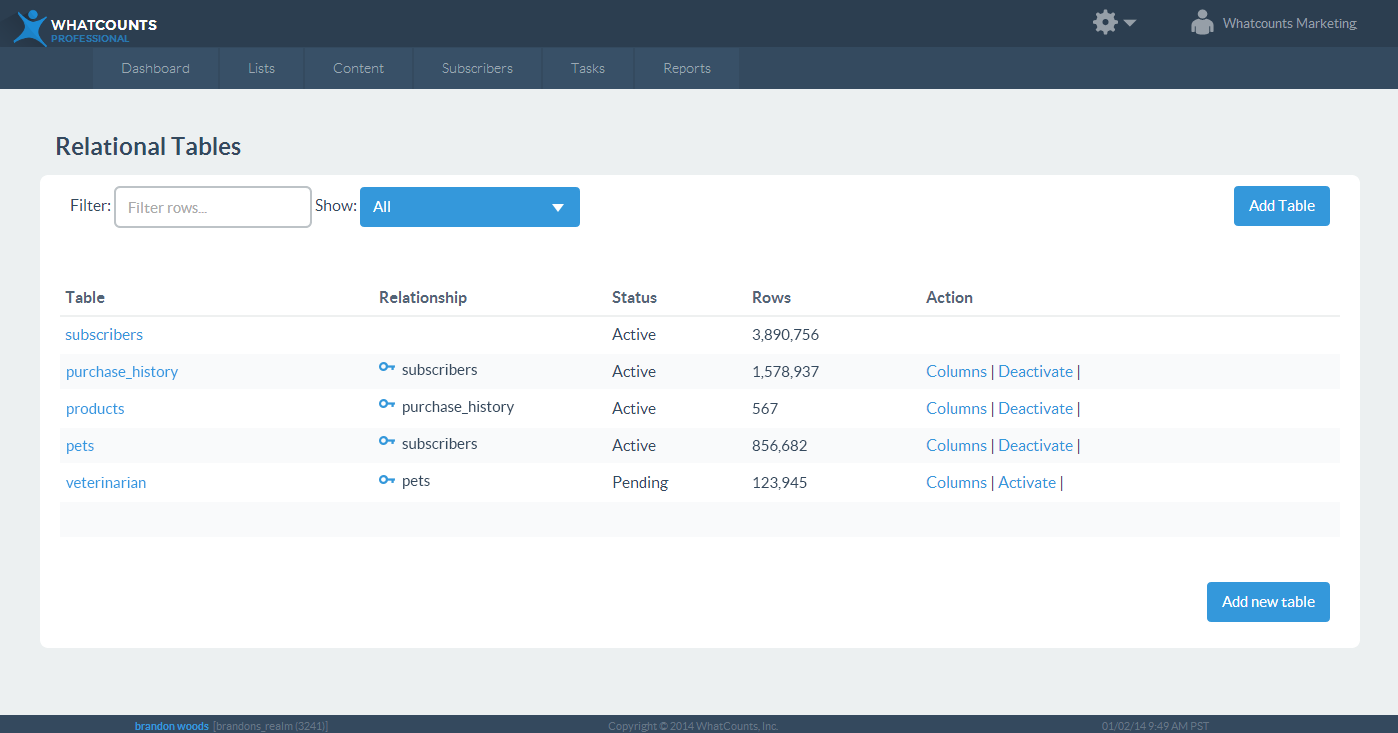 WHATCOUNTS
PROFESSIONAL
Whatcounts Marketing
Dashboard Lists Content Subscribers Tasks Reports
Relational Tables
Filter: Filter rows... Show: All Add Table
Table Relationship Status Rows Action
subscribers Active 3,890,756
purchase_history subscribers Active 1,578,937 Columns | Deactivate |
products purchase_history Active 567 Columns | Deactivate |
pets subscribers Active 856,682 Columns | Deactivate |
veterinarian pets Pending 123,945 Columns | Activate |
Add new table
brandon woods [brandons_realm (3241)] Copyright © 2014 WhatCounts, Inc. 01/02/14 9:49 AM PST